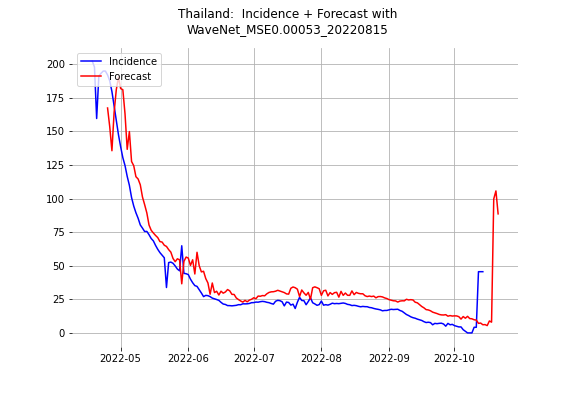 Thailand:  Incidence + Forecast with
WaveNet_MSE0.00053_20220815
Incidence
Forecast
200
175
150
125
100
75
50
25
0
2022-05 2022-06 2022-07 2022-08 2022-09 2022-10